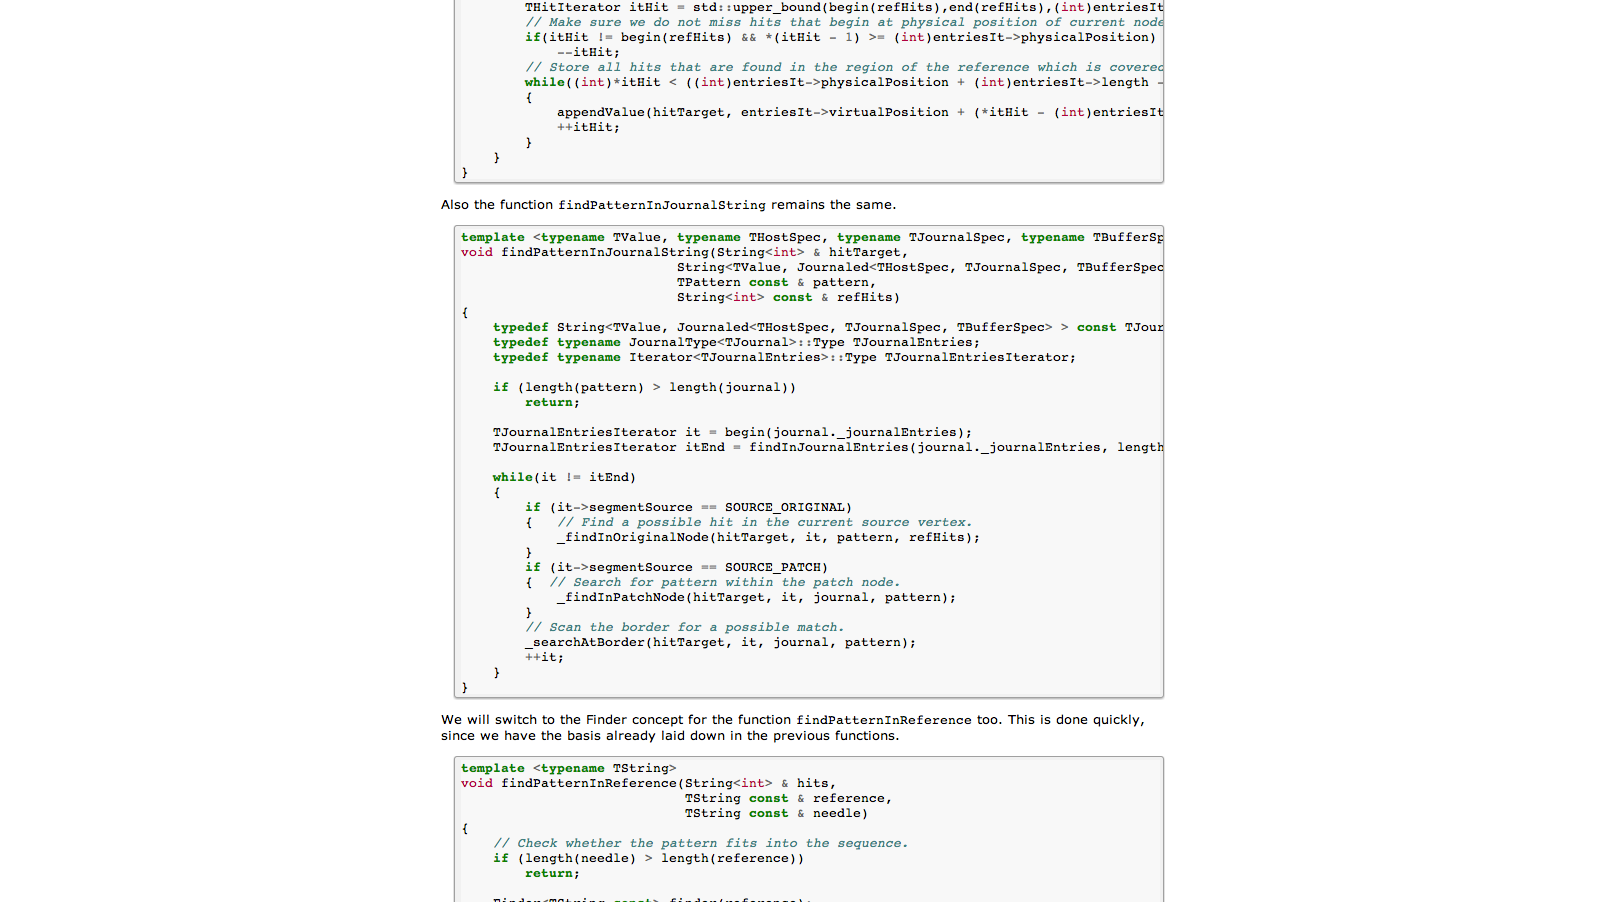 THitIterator itHit = std::upper_bound(begin(refHits),end(refHits),(int)entriesIt
// Make sure we do not miss hits that begin at physical position of current node
if(itHit != begin(refHits) && *(itHit - 1) >= (int)entriesIt->physicalPosition)
--itHit;
// Store all hits that are found in the region of the reference which is covered
while((int)*itHit < ((int)entriesIt->physicalPosition + (int)entriesIt->length -
{
appendValue(hitTarget, entriesIt->virtualPosition + (*itHit - (int)entriesIt
++itHit;
}
}
}
Also the function findPatternInJournalString remains the same.
template <typename TValue, typename THostSpec, typename TJournalSpec, typename TBufferSp
void findPatternInJournalString(String<int> & hitTarget,
String<TValue, Journaled<THostSpec, TJournalSpec, TBufferSpec
TPattern const & pattern,
String<int> const & refHits)
{
typedef String<TValue, Journaled<THostSpec, TJournalSpec, TBufferSpec> > const TJour
typedef typename JournalType<TJournal>::Type TJournalEntries;
typedef typename Iterator<TJournalEntries>::Type TJournalEntriesIterator;
if (length(pattern) > length(journal))
return;
TJournalEntriesIterator it = begin(journal._journalEntries);
TJournalEntriesIterator itEnd = findInJournalEntries(journal._journalEntries, length
while(it != itEnd)
{
if (it->segmentSource == SOURCE_ORIGINAL)
{ // Find a possible hit in the current source vertex.
_findInOriginalNode(hitTarget, it, pattern, refHits);
}
if (it->segmentSource == SOURCE_PATCH)
{ // Search for pattern within the patch node.
_findInPatchNode(hitTarget, it, journal, pattern);
}
// Scan the border for a possible match.
_searchAtBorder(hitTarget, it, journal, pattern);
++it;
}
}
We will switch to the Finder concept for the function findPatternInReference too. This is done quickly,
since we have the basis already laid down in the previous functions.
template <typename TString>
void findPatternInReference(String<int> & hits,
TString const & reference,
TString const & needle)
{
// Check whether the pattern fits into the sequence.
if (length(needle) > length(reference))
return;
Finder<TString const> finder(reference);